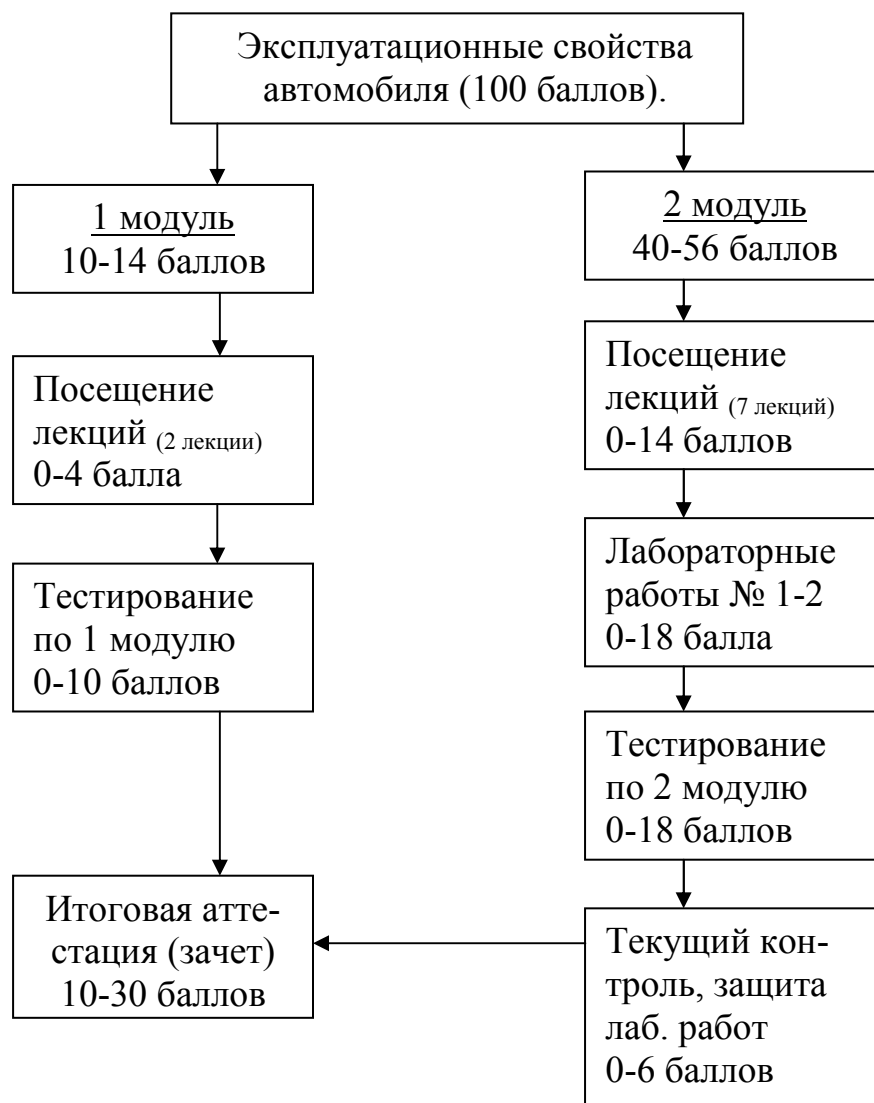 Эксплуатационные свойства
автомобиля (100 баллов).
1 модуль
10-14 баллов
Посещение
лекций (2 лекции)
0-4 балла
Тестирование
по 1 модулю
0-10 баллов
Итоговая атте-
стация (зачет)
10-30 баллов
2 модуль
40-56 баллов
Посещение
лекций (7 лекций)
0-14 баллов
Лабораторные
работы № 1-2
0-18 балла
Тестирование
по 2 модулю
0-18 баллов
Текущий кон-
троль, защита
лаб. работ
0-6 баллов